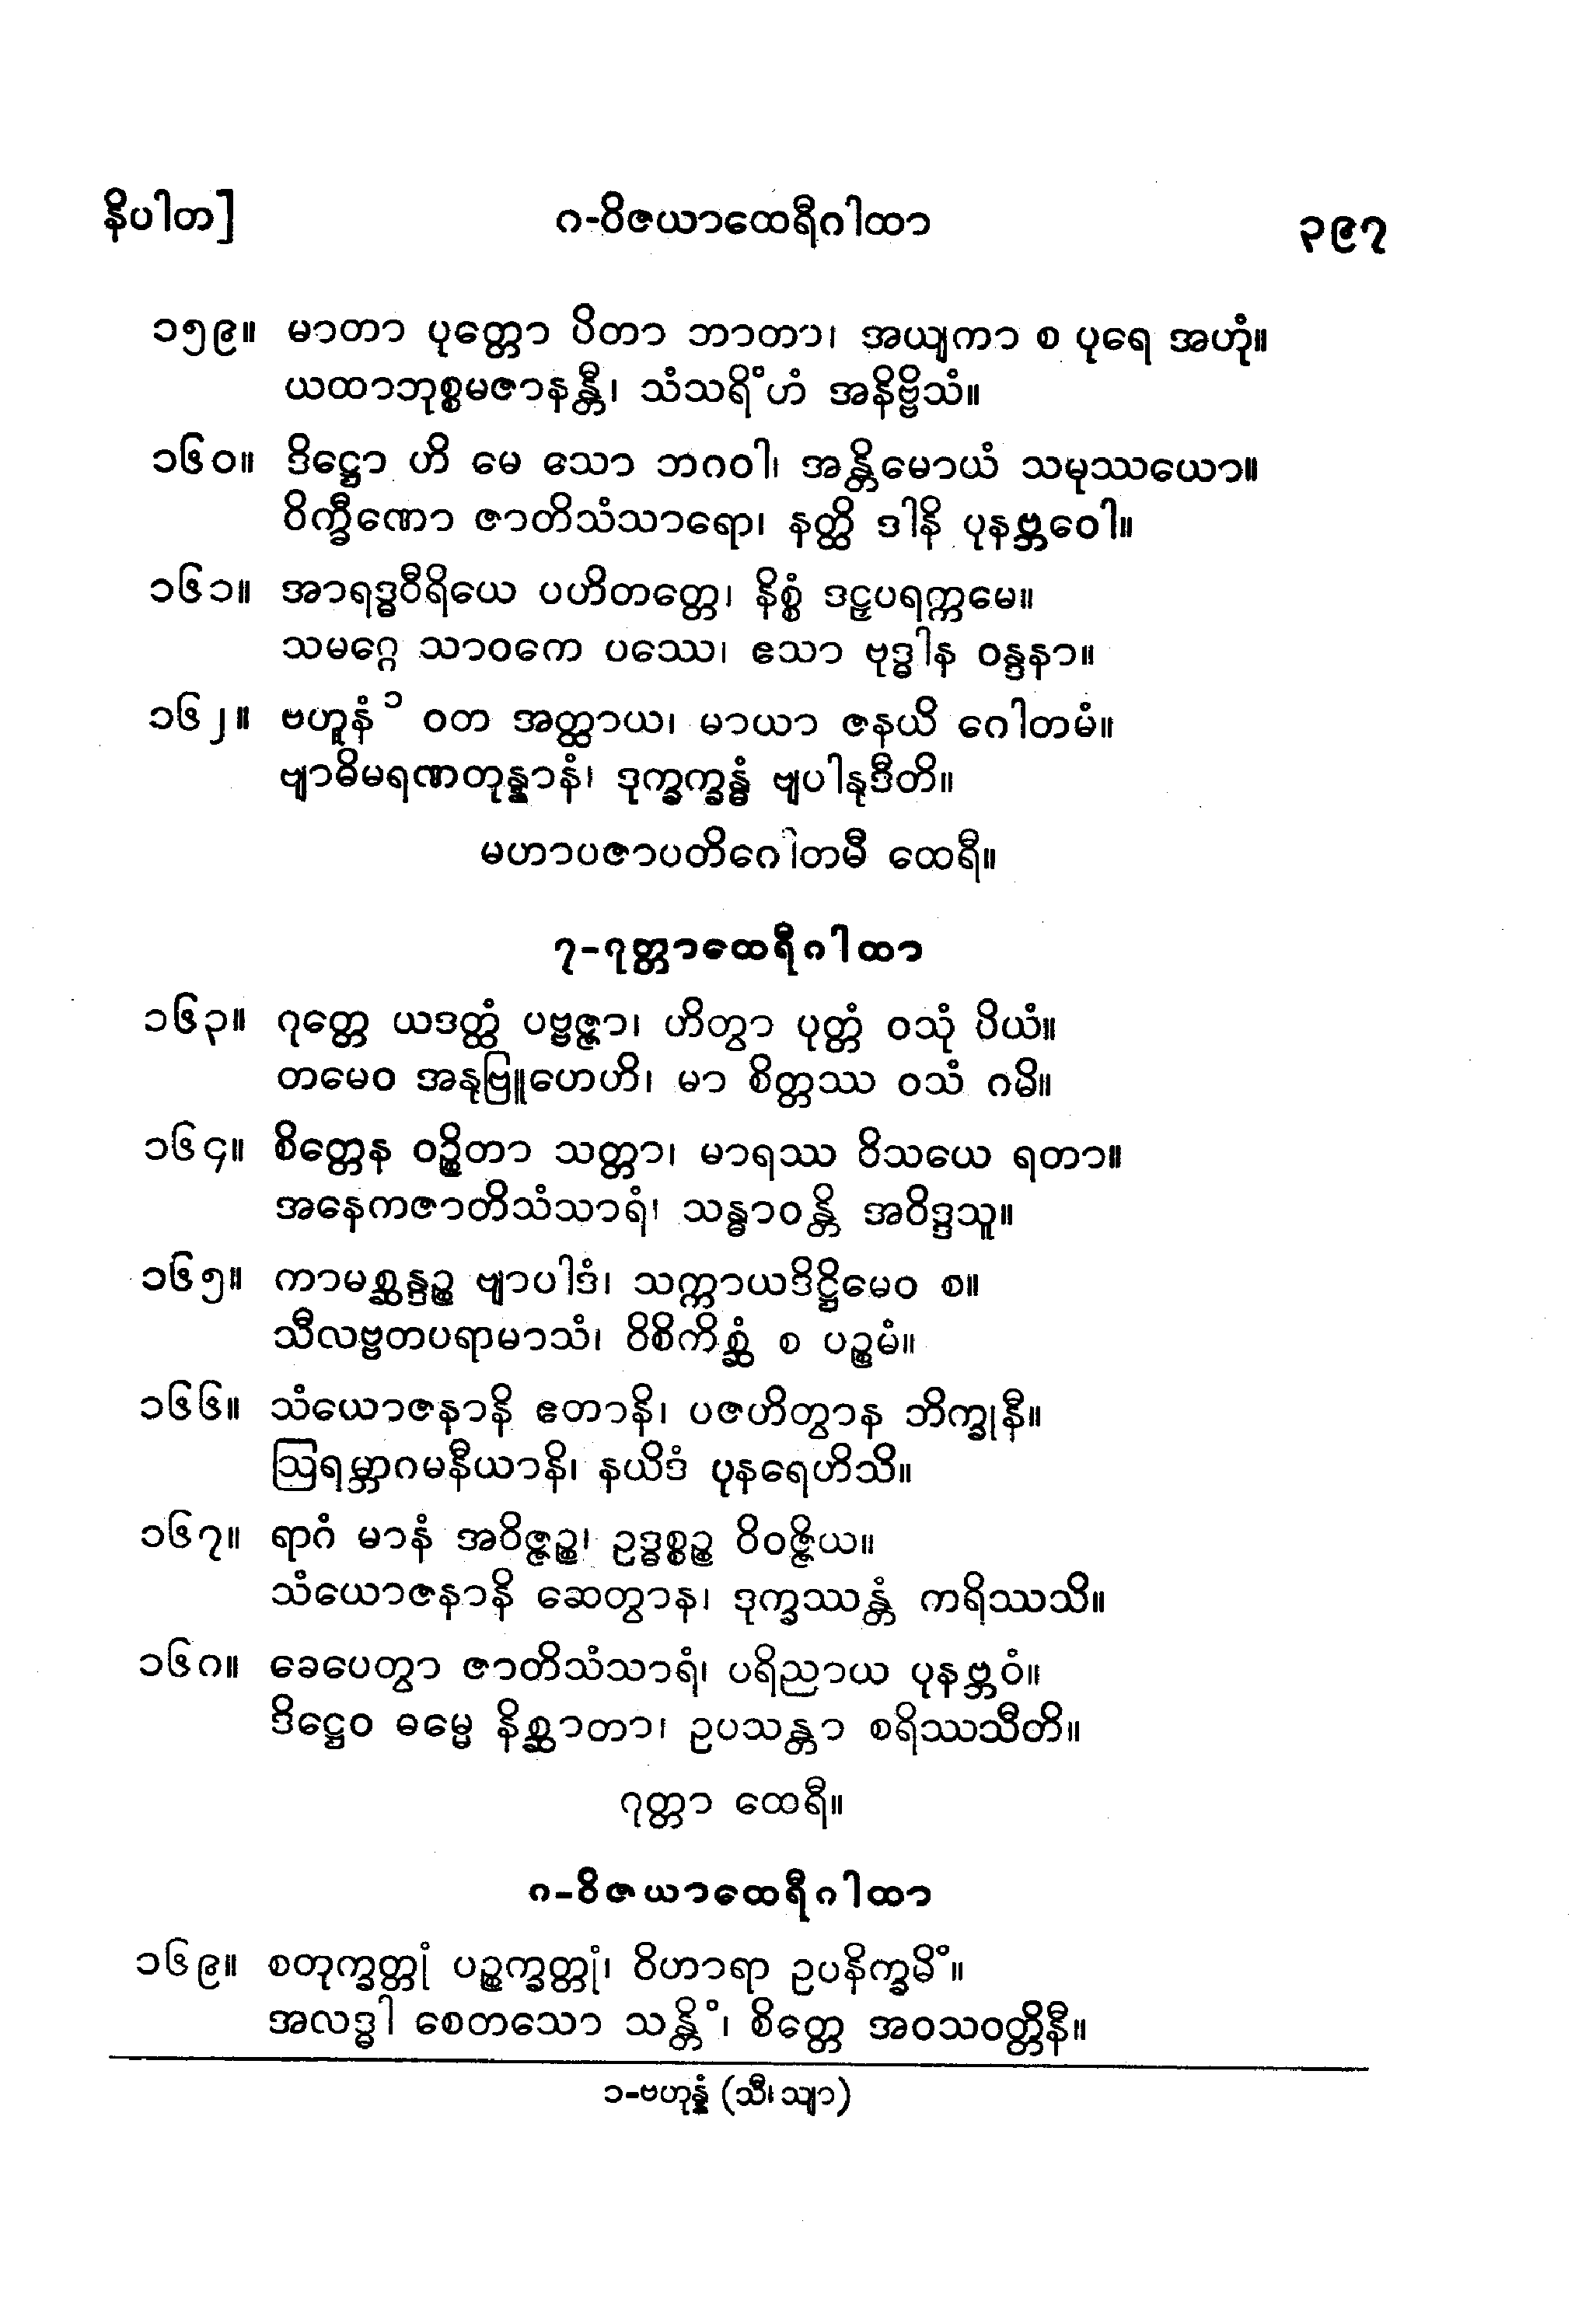 နိပါတ]
ဂ-ဝိဇယာထေရီဂါထာ
၃၉၇
၁၅၉။ မာတာ ပုတ္တော ပိတာ ဘာတာ၊ အယျကာ စ ပုရေ အဟုံ။
ယထာဘုစ္စမဇာနန္တီ၊ သံသရိံဟံ အနိဗ္ဗိသံ။
၁၆၀။ ဒိဋ္ဌော ဟိ မေ သော ဘဂဝါ၊ အန္တိမောယံ သမုဿယော။
ဝိက္ခီဏော ဇာတိသံသာရော၊ နတ္ထိ ဒါနိ ပုနဗ္ဘဝေါ။
၁၆၁။ အာရဒ္ဓဝီရိယေ ပဟိတတ္တေ၊ နိစ္စံ ဒဠှပရက္ကမေ။
သမဂ္ဂေ သာဝကေ ပဿေ၊ ဧသာ ဗုဒ္ဓါန ဝန္ဒနာ။
၁၆၂။ ဗဟူနံ ၁ ဝတ အတ္ထာယ၊ မာယာ ဇနယိ ဂေါတမံ။
ဗျာဓိမရဏတုန္နာနံ၊ ဒုက္ခက္ခန္ဓံ ဗျပါနုဒီတိ။
မဟာပဇာပတိဂေါတမီ ထေရီ။
၇-ဂုတ္တာထေရီဂါထာ
၁၆၃။ ဂုတ္တေ ယဒတ္ထံ ပဗ္ဗဇ္ဇာ၊ ဟိတွာ ပုတ္တံ ဝသုံ ပိယံ။
တမေဝ အနုဗြူဟေဟိ၊ မာ စိတ္တဿ ဝသံ ဂမိ။
၁၆၄။ စိတ္တေန ဝဉ္စိတာ သတ္တာ၊ မာရဿ ဝိသယေ ရတာ။
အနေကဇာတိသံသာရံ၊ သန္ဓာဝန္တိ အဝိဒ္ဒသူ။
၁၆၅။ ကာမစ္ဆန္ဒဉ္စ ဗျာပါဒံ၊ သက္ကာယဒိဋ္ဌိမေဝ စ။
သီလဗ္ဗတပရာမာသံ၊ ဝိစိကိစ္ဆံ စ ပဉ္စမံ။
၁၆၆။ သံယောဇနာနိ ဧတာနိ၊ ပဇဟိတွာန ဘိက္ခုနီ။
ဩရမ္ဘာဂမနီယာနိ၊ နယိဒံ ပုနရေဟိသိ။
၁၆၇။ ရာဂံ မာနံ အဝိဇ္ဇဉ္စ၊ ဥဒ္ဓစ္စဉ္စ ဝိဝဇ္ဇိယ။
သံယောဇနာနိ ဆေတွာန၊ ဒုက္ခဿန္တံ ကရိဿသိ။
၁၆၈။ ခေပေတွာ ဇာတိသံသာရံ၊ ပရိညာယ ပုနဗ္ဘဝံ။
ဒိဋ္ဌေဝ ဓမ္မေ နိစ္ဆာတာ၊ ဥပသန္တာ စရိဿသီတိ။
ဂုတ္တာ ထေရီ။
ဂ-ဝိဇယာထေရီဂါထာ
၁၆၉။ စတုက္ခတ္တုံ ပဉ္စက္ခတ္တုံ၊ ဝိဟာရာ ဥပနိက္ခမိံ။
အလဒ္ဓါ စေတသော သန္တိံ၊ စိတ္တေ အဝသဝတ္တိနီ။
၁-ဗဟုန္နံ (သီ၊ သျာ)